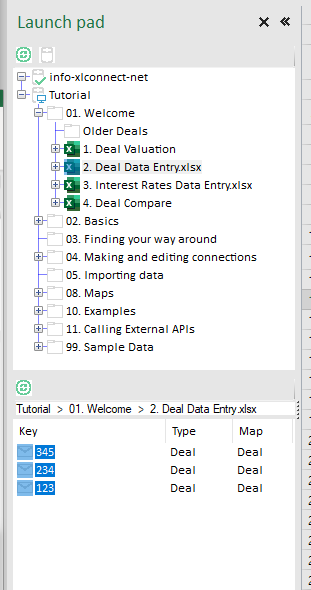 Launch pad
info-xlconnect-net
Tutorial
01. Welcome
Older Deals
1. Deal Valuation
2. Deal Data Entry.xlsx
3. Interest Rates Data Entry.xlsx
4. Deal Compare
02. Basics
03. Finding your way around
04. Making and editing connections
05. Importing data
08. Maps
10. Examples
11. Calling External APIs
99. Sample Data
Tutorial > 01. Welcome > 2. Deal Data Entry.xlsx
Key Type Map
345 Deal Deal
234 Deal Deal
123 Deal Deal